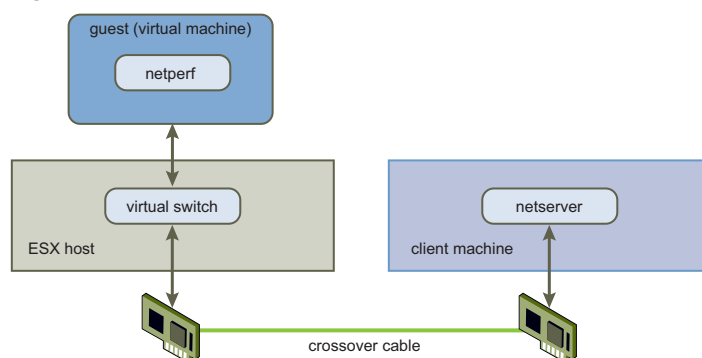 guest (virtual machine)
netperf
virtual switch
netserver
ESX host
client machine
crossover cable